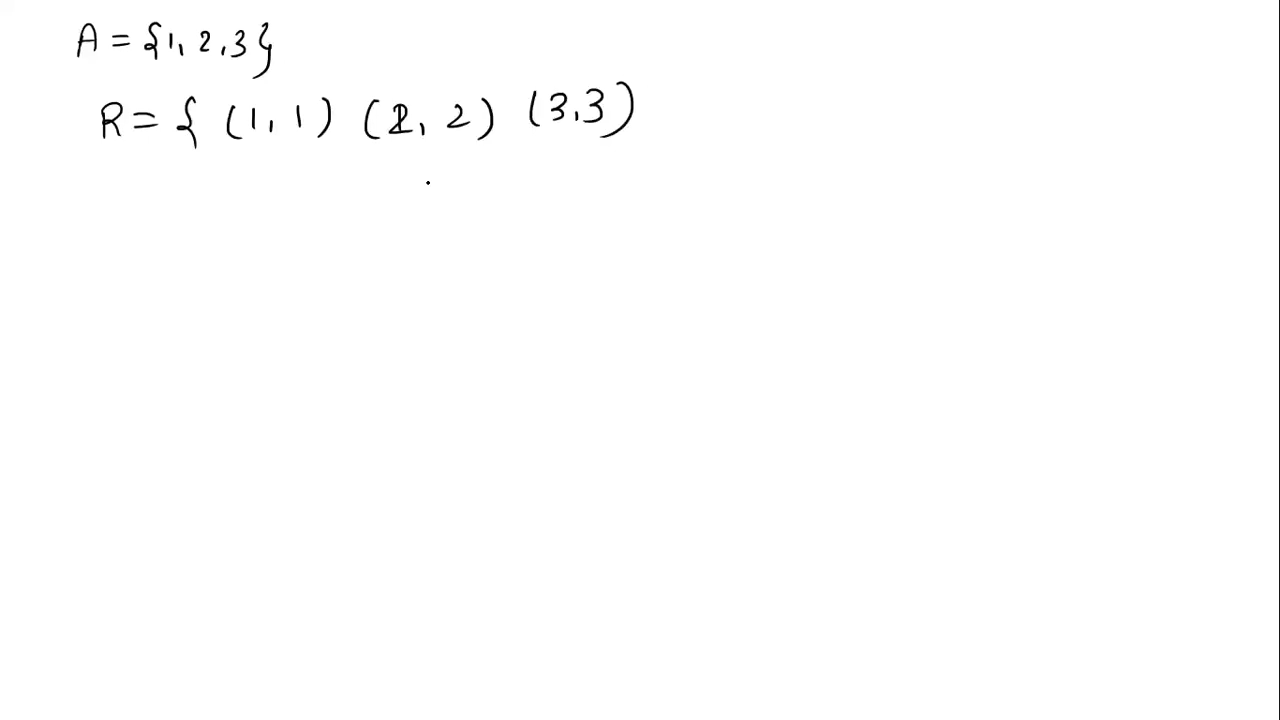 A = {1, 2, 3}
R = { (1, 1) (2, 2) (3,3)